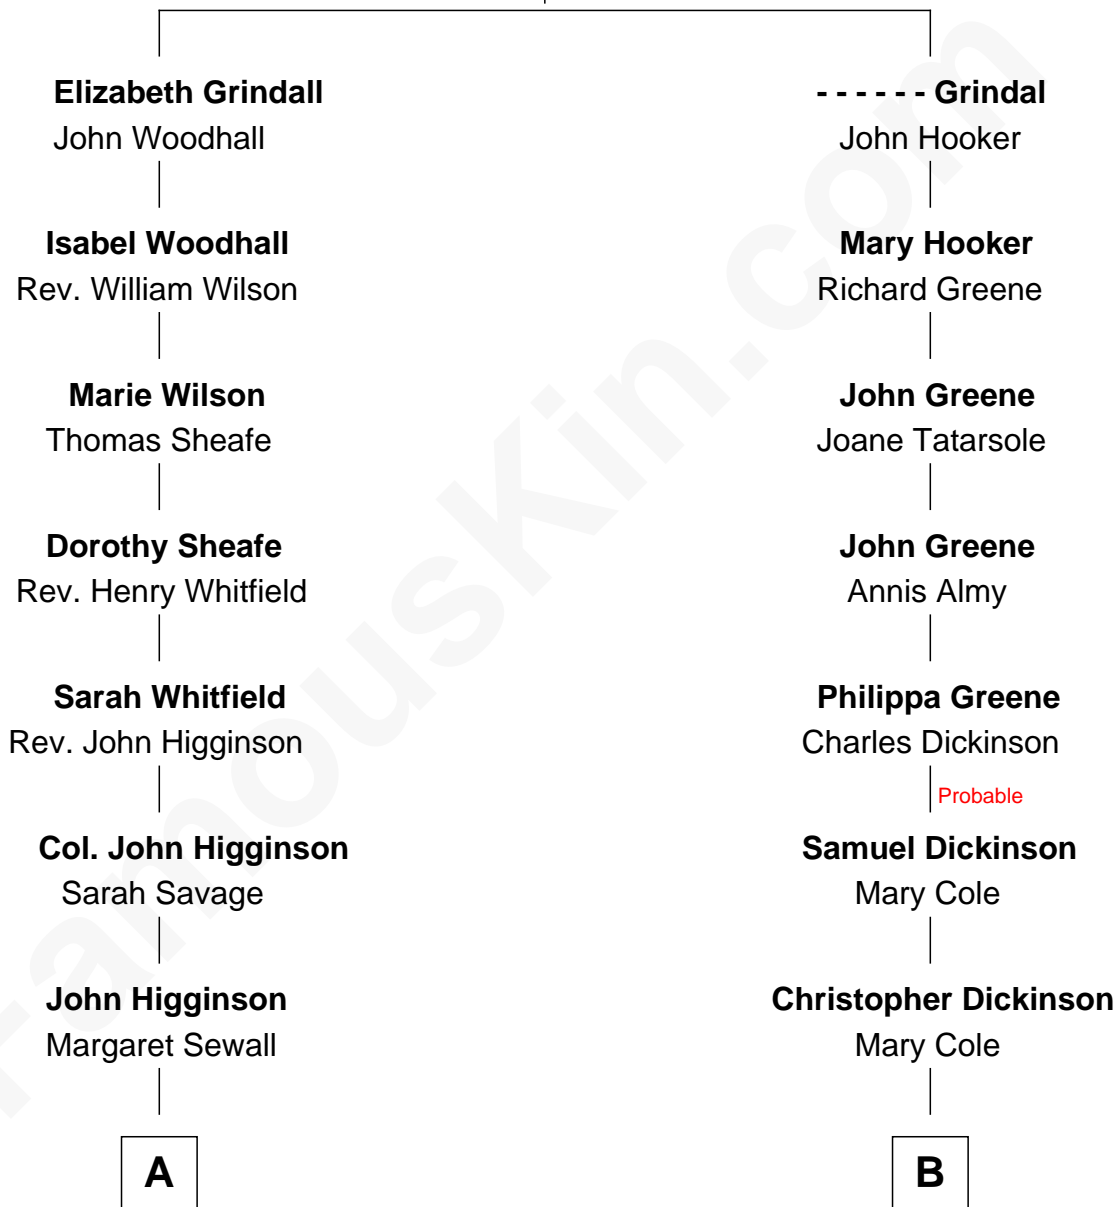 Elizabeth Grindall
John Woodhall
- - - - - - Grindal
John Hooker
Isabel Woodhall
Rev. William Wilson
Mary Hooker
Richard Greene
Marie Wilson
Thomas Sheafe
John Greene
Joane Tatarsole
Dorothy Sheafe
Rev. Henry Whitfield
John Greene
Annis Almy
Sarah Whitfield
Rev. John Higginson
Philippa Greene
Charles Dickinson
Probable
Col. John Higginson
Sarah Savage
Samuel Dickinson
Mary Cole
John Higginson
Margaret Sewall
Christopher Dickinson
Mary Cole
A
B
FamousKin.com